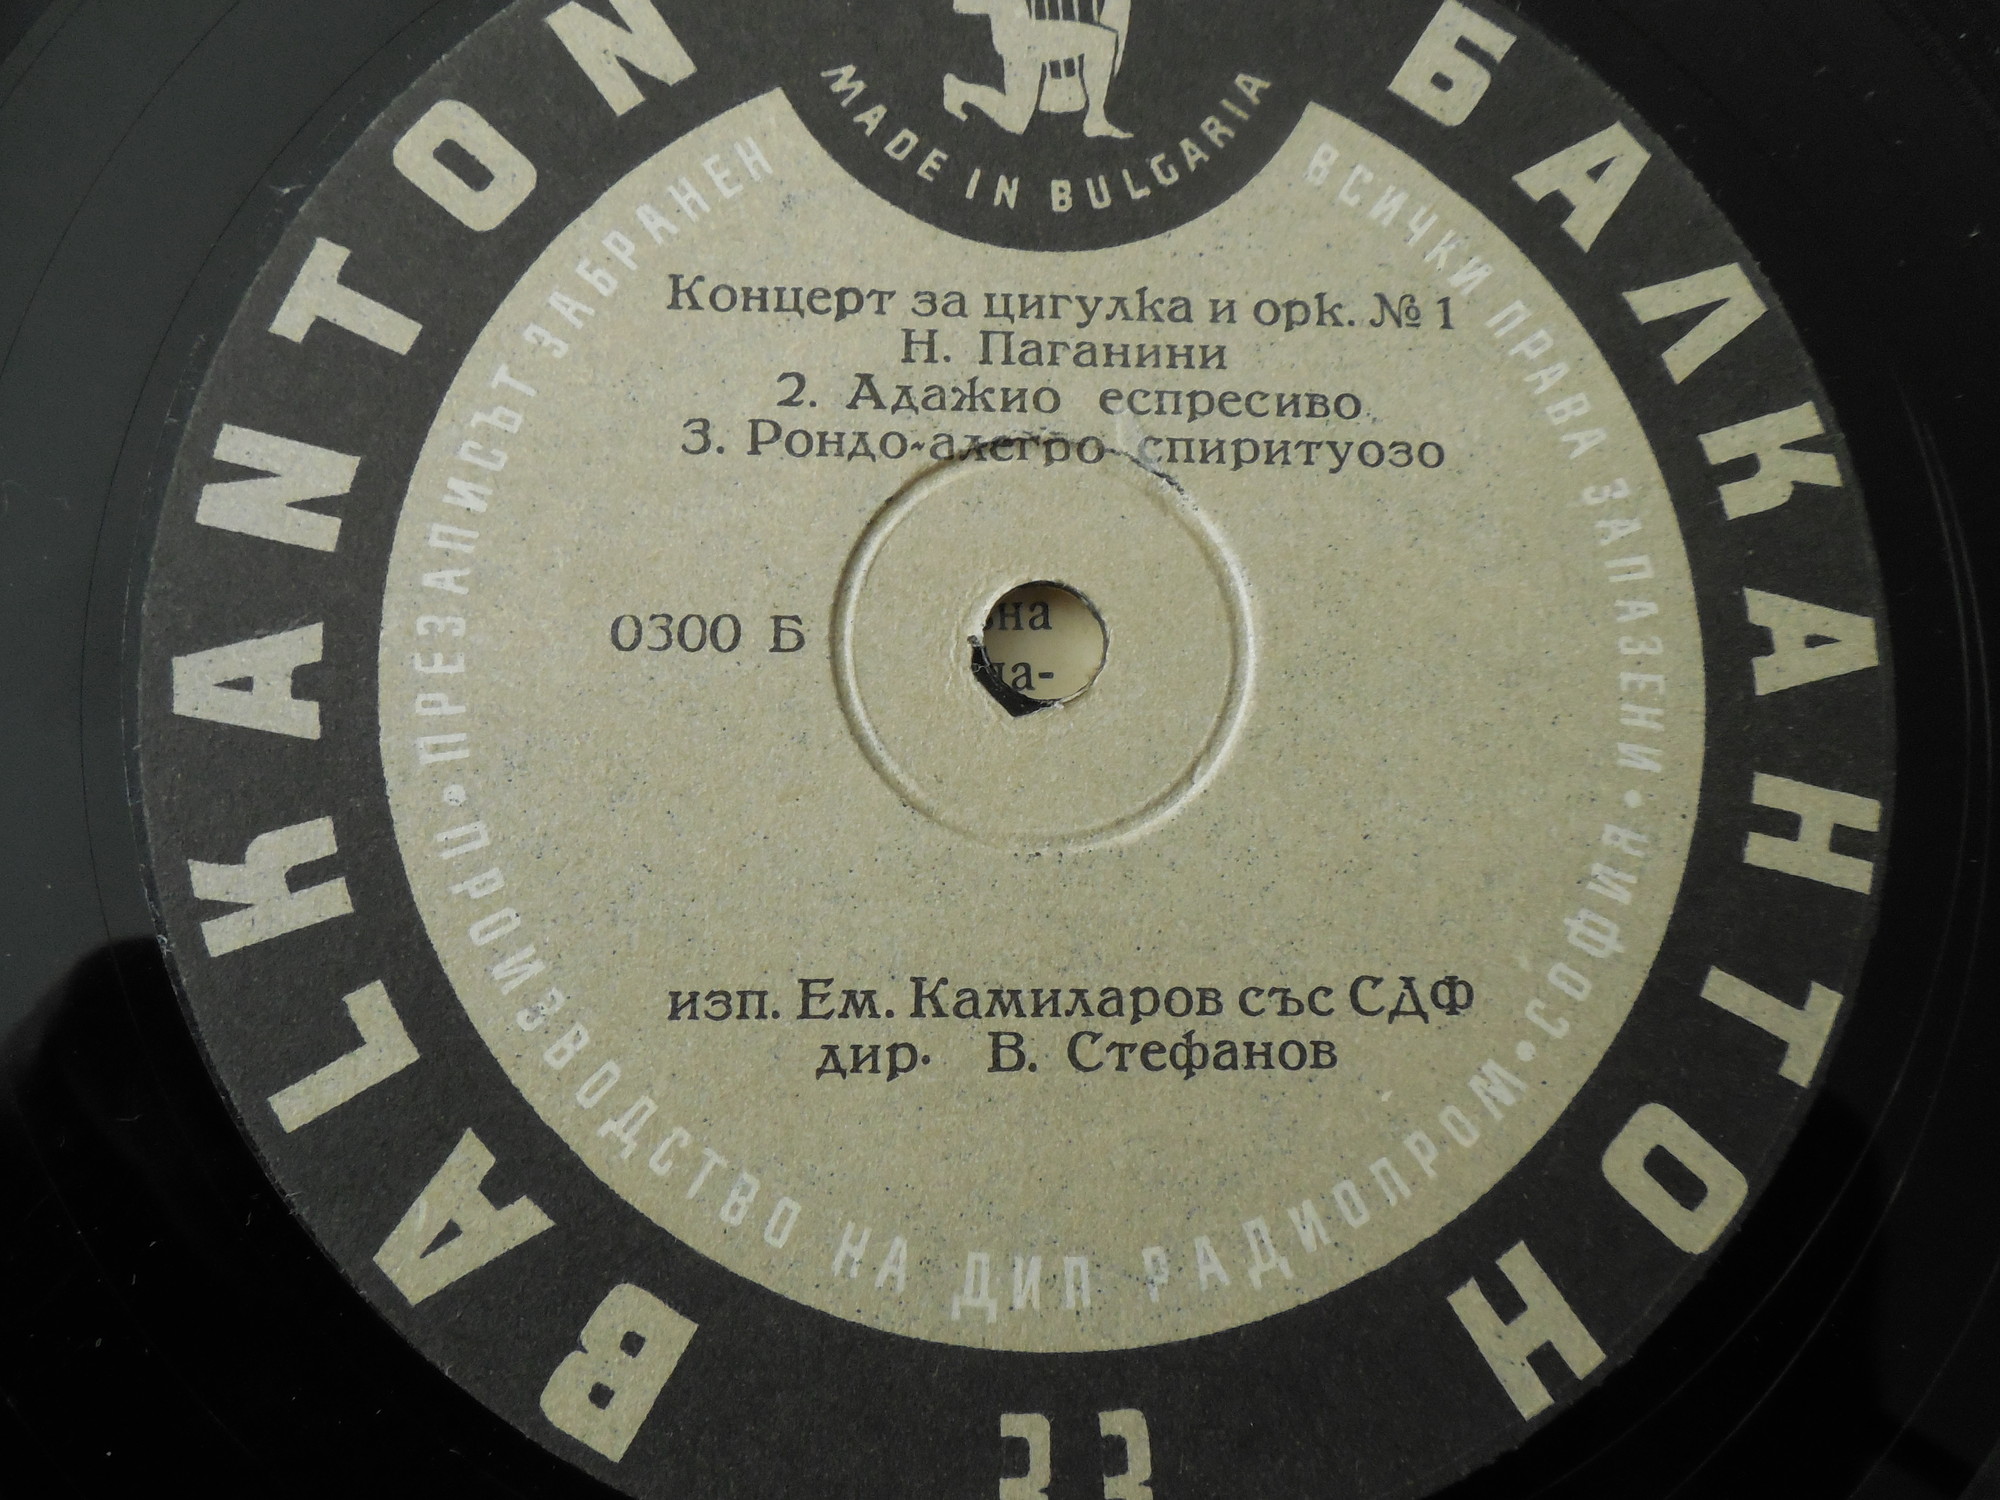 BALKANTON
БАЛКАНТОН
MADE IN BULGARIA
ВСИЧКИ ПРАВА ЗАПАЗЕНИ • СОФИЯ •
ПРОИЗВОДСТВО НА ДИП РАДИОПРОМ •
ПРЕЗАПИСЪТ ЗАБРАНЕН
Концерт за цигулка и орк. № 1
Н. Паганини
2. Адажио еспресиво
3. Рондо-алегро спиритуозо
0300 Б
на
да-
изп. Ем. Камиларов със СДФ
дир. В. Стефанов
33